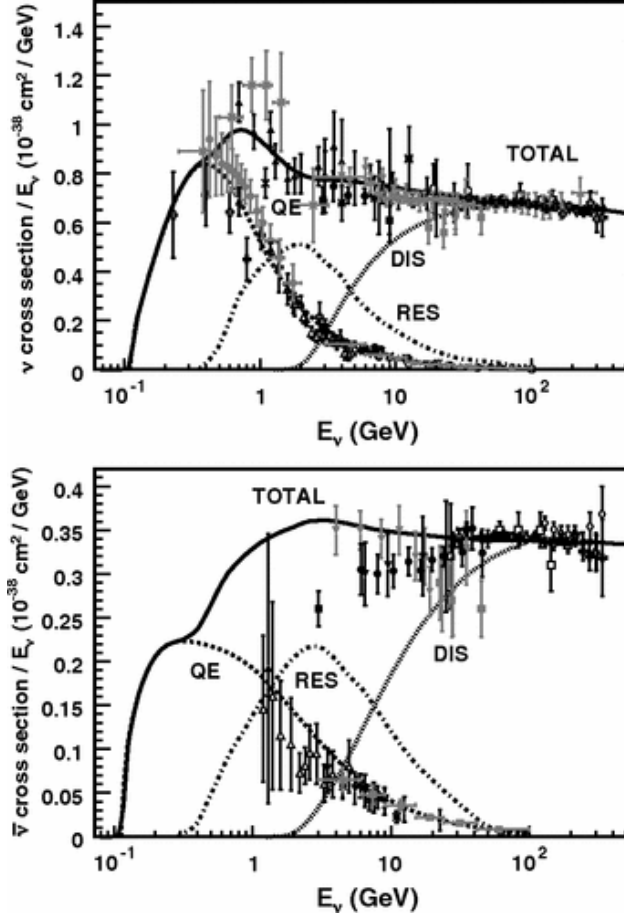 ν cross section / Eν (10⁻³⁸ cm² / GeV)
1.4
1.2
1
0.8
0.6
0.4
0.2
0
TOTAL
QE
DIS
RES
10⁻¹ 1 10 10²
Eν (GeV)
ν̅ cross section / Eν (10⁻³⁸ cm² / GeV)
0.4
0.35
0.3
0.25
0.2
0.15
0.1
0.05
0
TOTAL
QE
RES
DIS
10⁻¹ 1 10 10²
Eν (GeV)